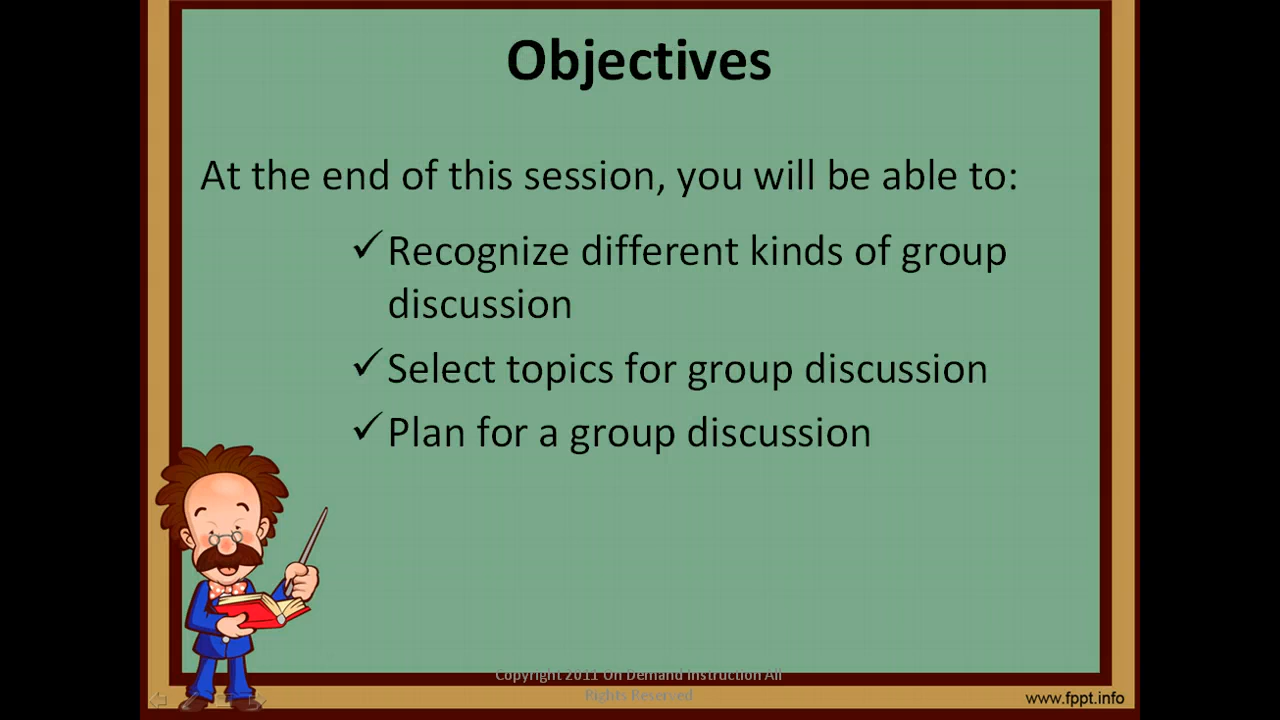 Objectives
At the end of this session, you will be able to:
✓Recognize different kinds of group
discussion
✓Select topics for group discussion
✓Plan for a group discussion
Copyright 2011 On Demand Instruction All
Rights Reserved
www.fppt.info